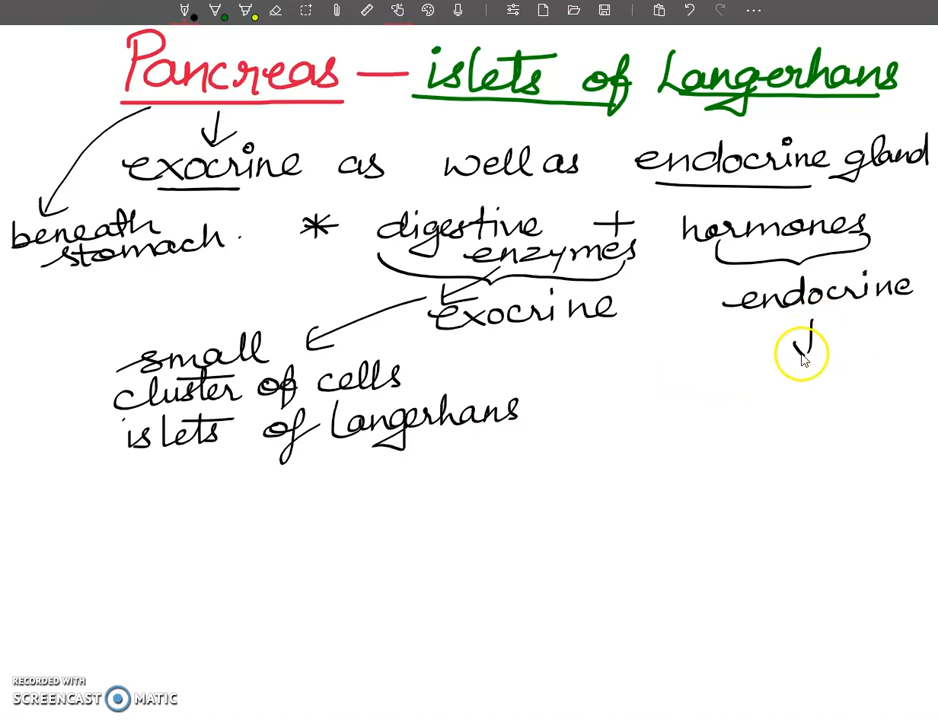 Pancreas — islets of Langerhans
exocrine as well as endocrine gland
beneath stomach.
* digestive enzymes + hormones
exocrine
endocrine
small
cluster of cells
islets of Langerhans
RECORDED WITH
SCREENCAST MATIC